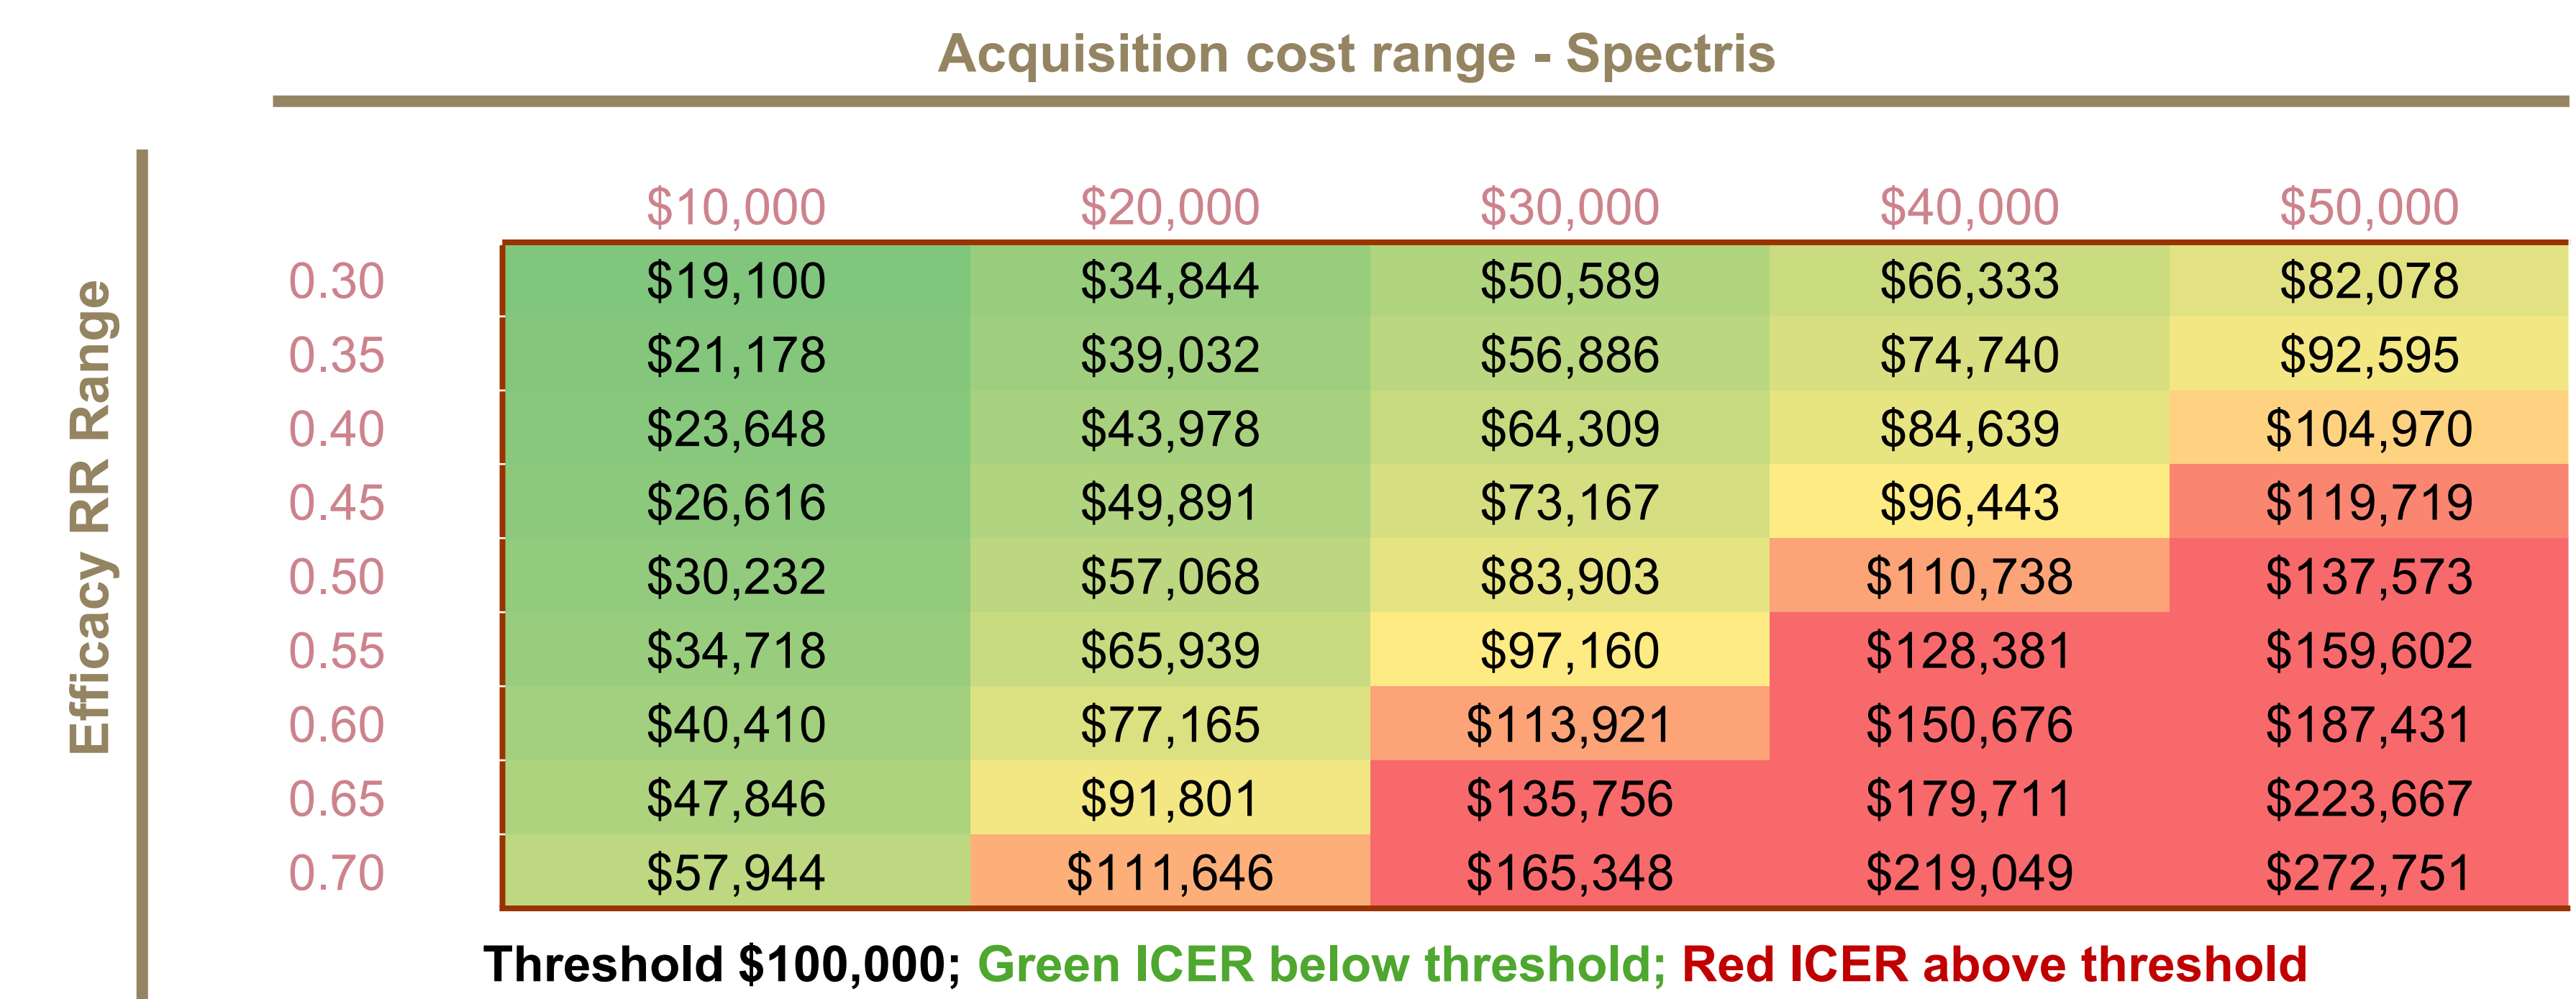 Acquisition cost range - Spectris
Efficacy RR Range
$10,000 $20,000 $30,000 $40,000 $50,000
0.30 $19,100 $34,844 $50,589 $66,333 $82,078
0.35 $21,178 $39,032 $56,886 $74,740 $92,595
0.40 $23,648 $43,978 $64,309 $84,639 $104,970
0.45 $26,616 $49,891 $73,167 $96,443 $119,719
0.50 $30,232 $57,068 $83,903 $110,738 $137,573
0.55 $34,718 $65,939 $97,160 $128,381 $159,602
0.60 $40,410 $77,165 $113,921 $150,676 $187,431
0.65 $47,846 $91,801 $135,756 $179,711 $223,667
0.70 $57,944 $111,646 $165,348 $219,049 $272,751
Threshold $100,000; Green ICER below threshold; Red ICER above threshold